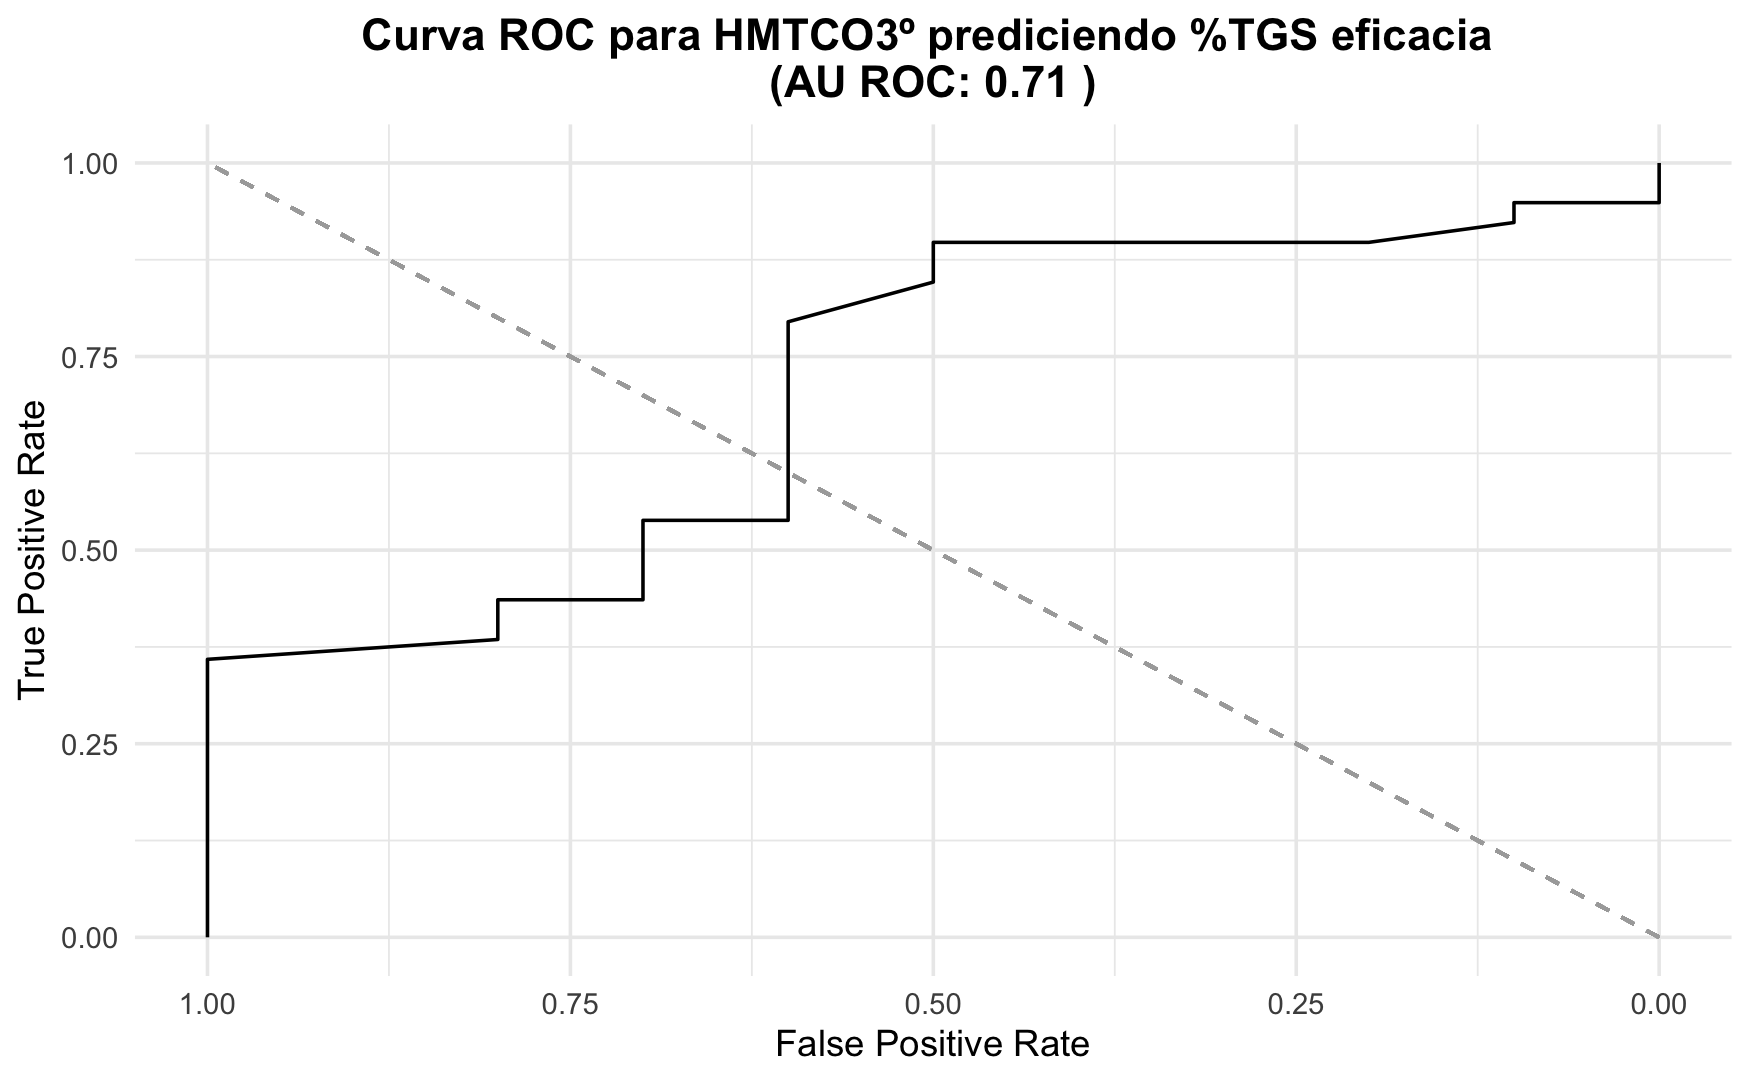 Curva ROC para HMTCO3º prediciendo %TGS eficacia
(AU ROC: 0.71 )
True Positive Rate
1.00
0.75
0.50
0.25
0.00
1.00 0.75 0.50 0.25 0.00
False Positive Rate